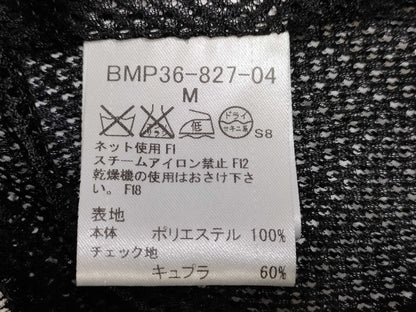 BMP36-827-04
M
低
ドライ
セキユ系
S8
ネット使用 F1
スチームアイロン禁止 F12
乾燥機の使用はおさけ下さ
い。 F18
表地
本体 ポリエステル 100%
チェック地
キュプラ 60%